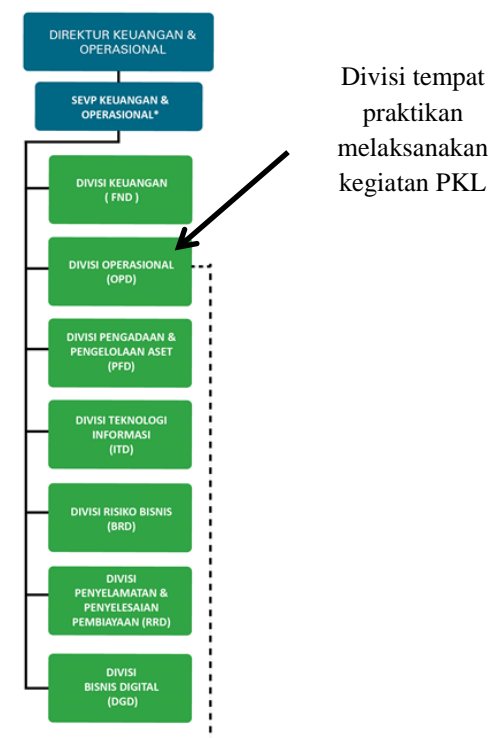 DIREKTUR KEUANGAN &
OPERASIONAL
SEVP KEUANGAN &
OPERASIONAL*
Divisi tempat
praktikan
melaksanakan
kegiatan PKL
DIVISI KEUANGAN
( FND )
DIVISI OPERASIONAL
(OPD)
DIVISI PENGADAAN &
PENGELOLAAN ASET
(PFD)
DIVISI TEKNOLOGI
INFORMASI
(ITD)
DIVISI RISIKO BISNIS
(BRD)
DIVISI
PENYELAMATAN &
PENYELESAIAN
PEMBIAYAAN (RRD)
DIVISI
BISNIS DIGITAL
(DGD)